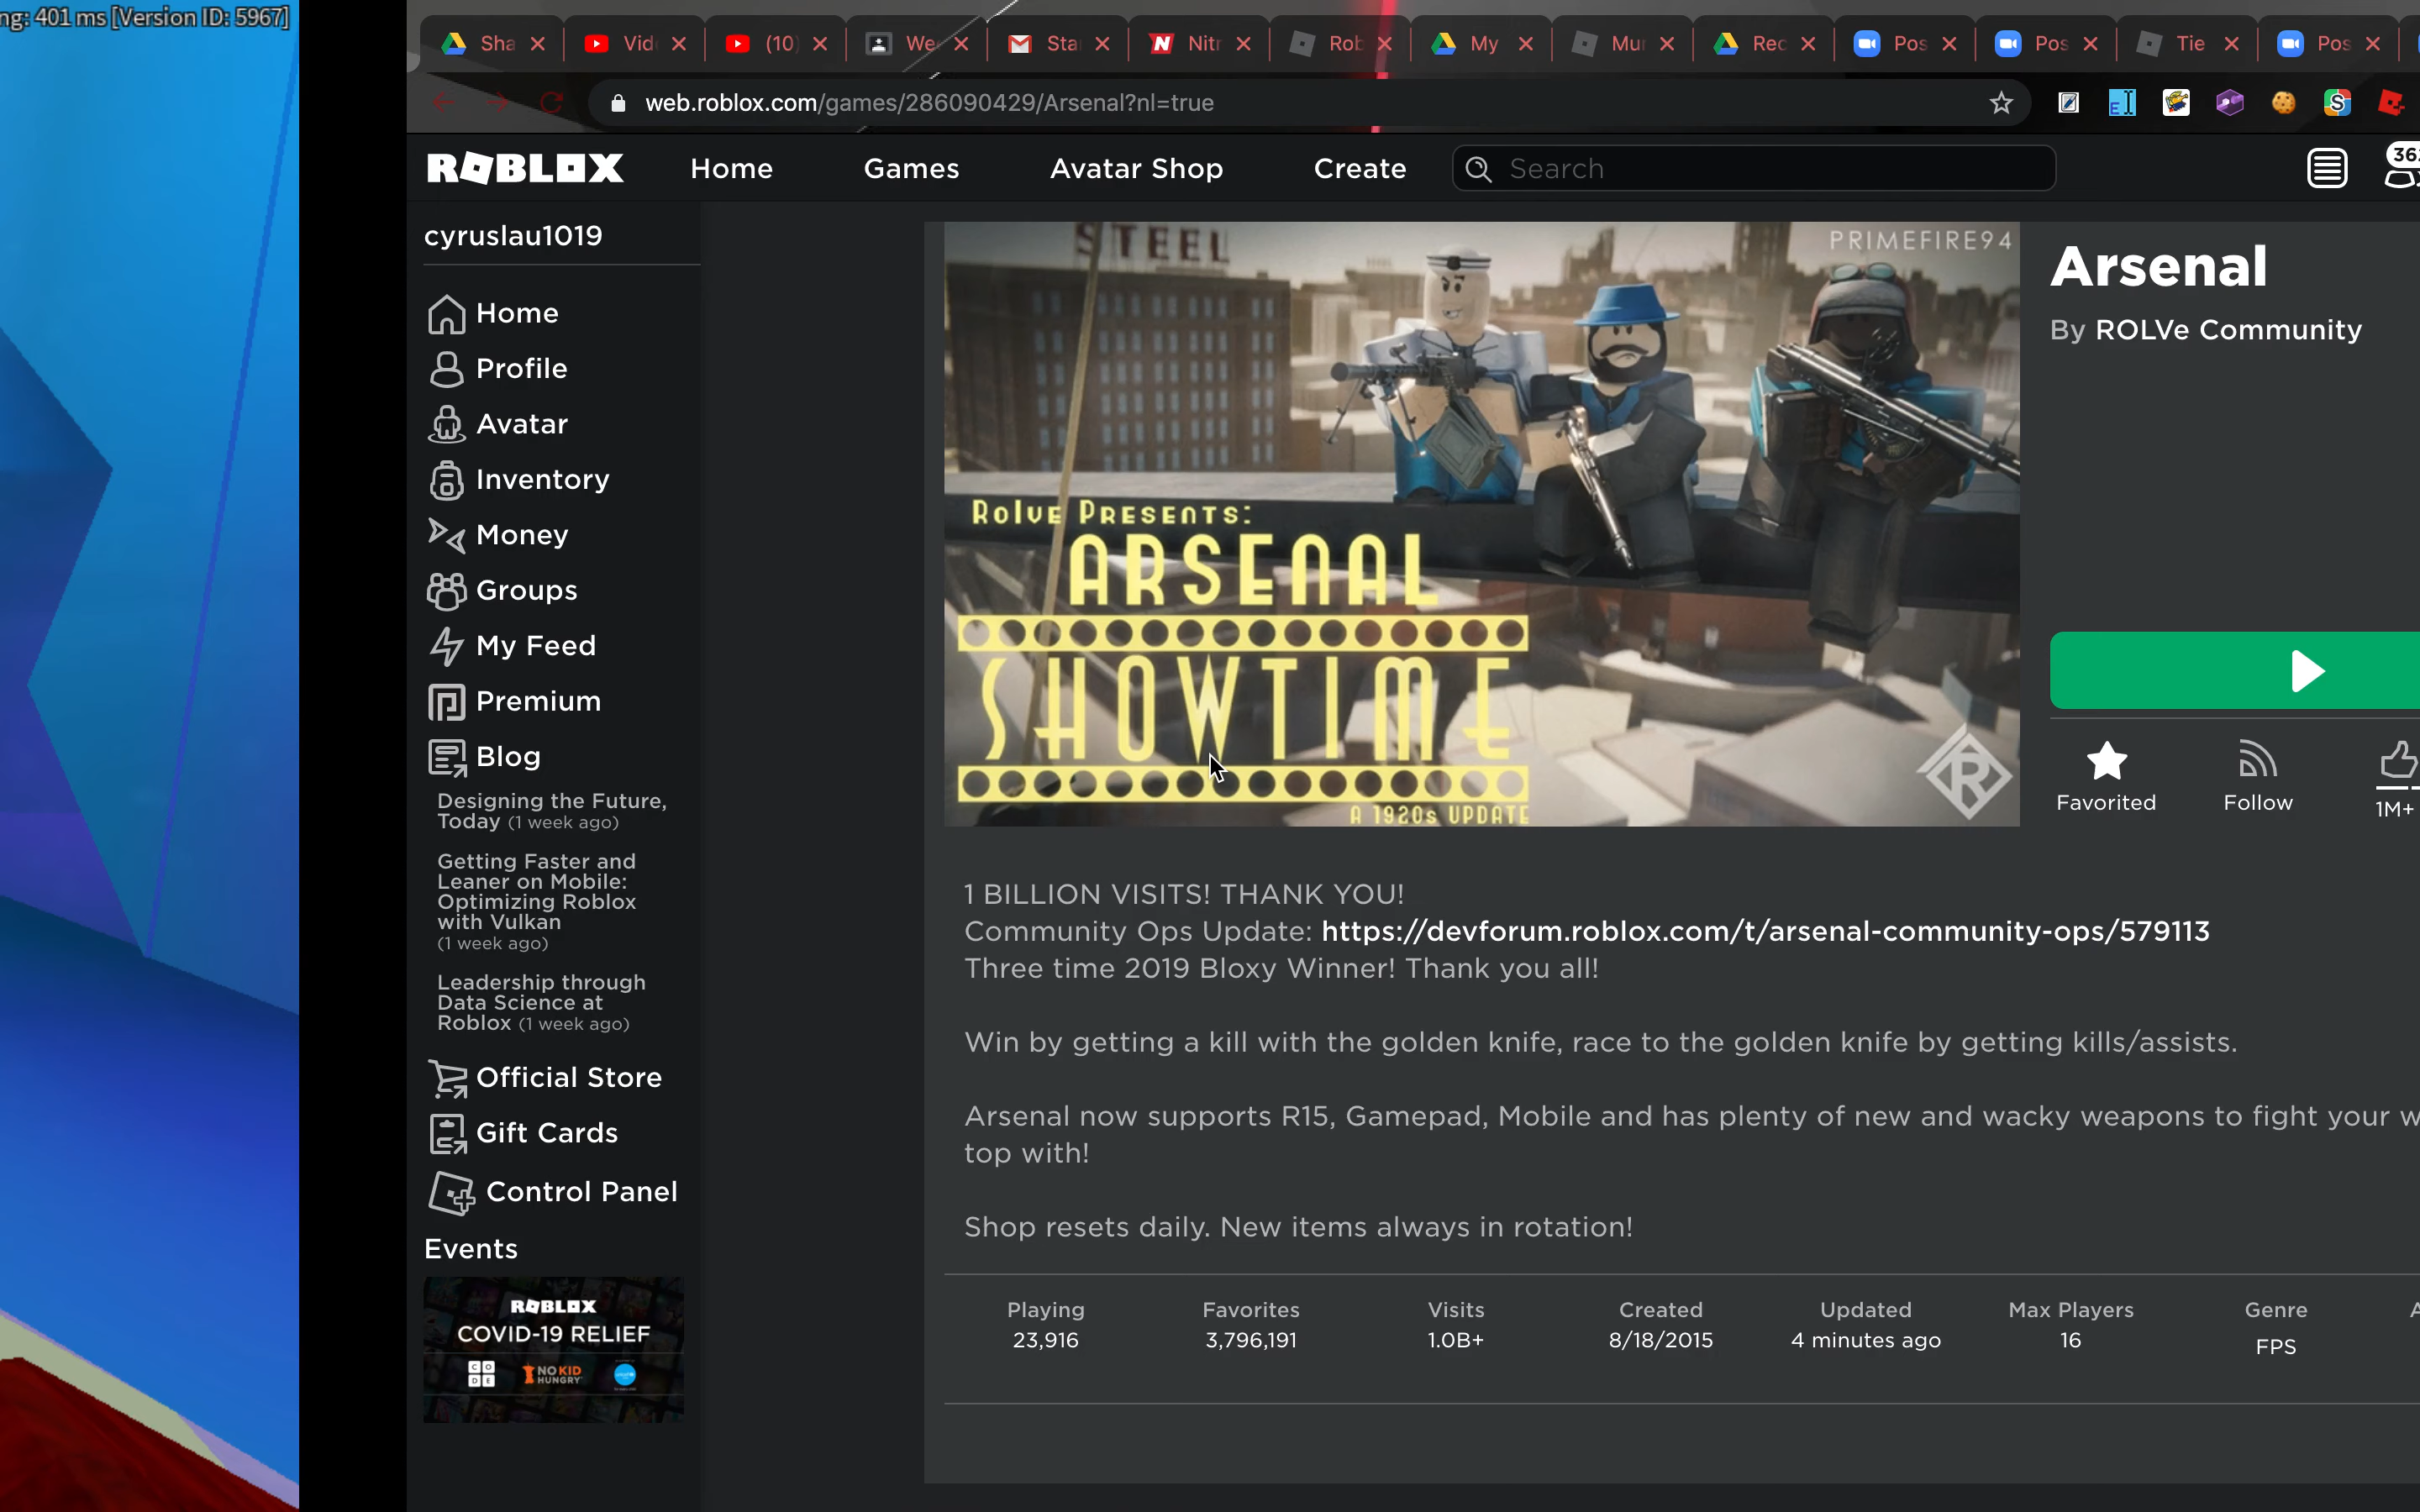 ng: 401 ms [Version ID: 5967]
Sha
Vid
(10)
We
Sta
Nitr
Rob
My
Mur
Rec
Pos
Pos
Tie
Pos
web.roblox.com/games/286090429/Arsenal?nl=true
ROBLOX
Home
Games
Avatar Shop
Create
Search
cyruslau1019
Home
Profile
Avatar
Inventory
Money
Groups
My Feed
Premium
Blog
Designing the Future,
Today (1 week ago)
Getting Faster and
Leaner on Mobile:
Optimizing Roblox
with Vulkan
(1 week ago)
Leadership through
Data Science at
Roblox (1 week ago)
Official Store
Gift Cards
Control Panel
Events
ROBLOX
COVID-19 RELIEF
CODE
NO KID
HUNGRY
STEEL
PRIMEFIRE94
Rolve Presents:
ARSENAL
SHOWTIME
A 1920s UPDATE
R
Arsenal
By ROLVe Community
Favorited
Follow
1M+
1 BILLION VISITS! THANK YOU!
Community Ops Update: https://devforum.roblox.com/t/arsenal-community-ops/579113
Three time 2019 Bloxy Winner! Thank you all!
Win by getting a kill with the golden knife, race to the golden knife by getting kills/assists.
Arsenal now supports R15, Gamepad, Mobile and has plenty of new and wacky weapons to fight your w
top with!
Shop resets daily. New items always in rotation!
Playing
Favorites
Visits
Created
Updated
Max Players
Genre
A
23,916
3,796,191
1.0B+
8/18/2015
4 minutes ago
16
FPS